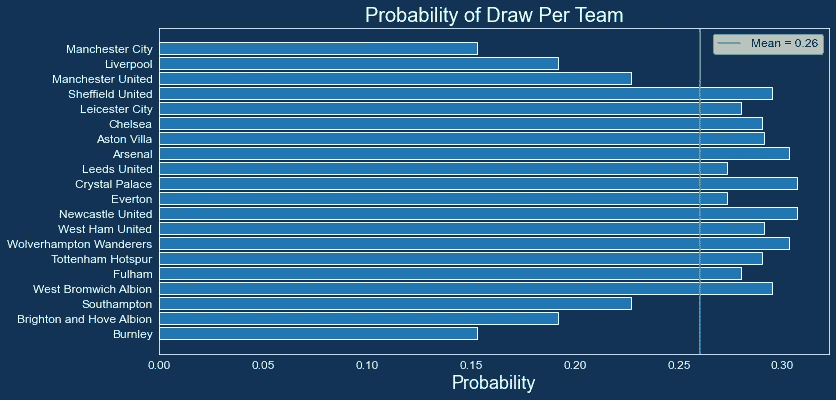 Probability of Draw Per Team
Mean = 0.26
Manchester City
Liverpool
Manchester United
Sheffield United
Leicester City
Chelsea
Aston Villa
Arsenal
Leeds United
Crystal Palace
Everton
Newcastle United
West Ham United
Wolverhampton Wanderers
Tottenham Hotspur
Fulham
West Bromwich Albion
Southampton
Brighton and Hove Albion
Burnley
0.00 0.05 0.10 0.15 0.20 0.25 0.30
Probability